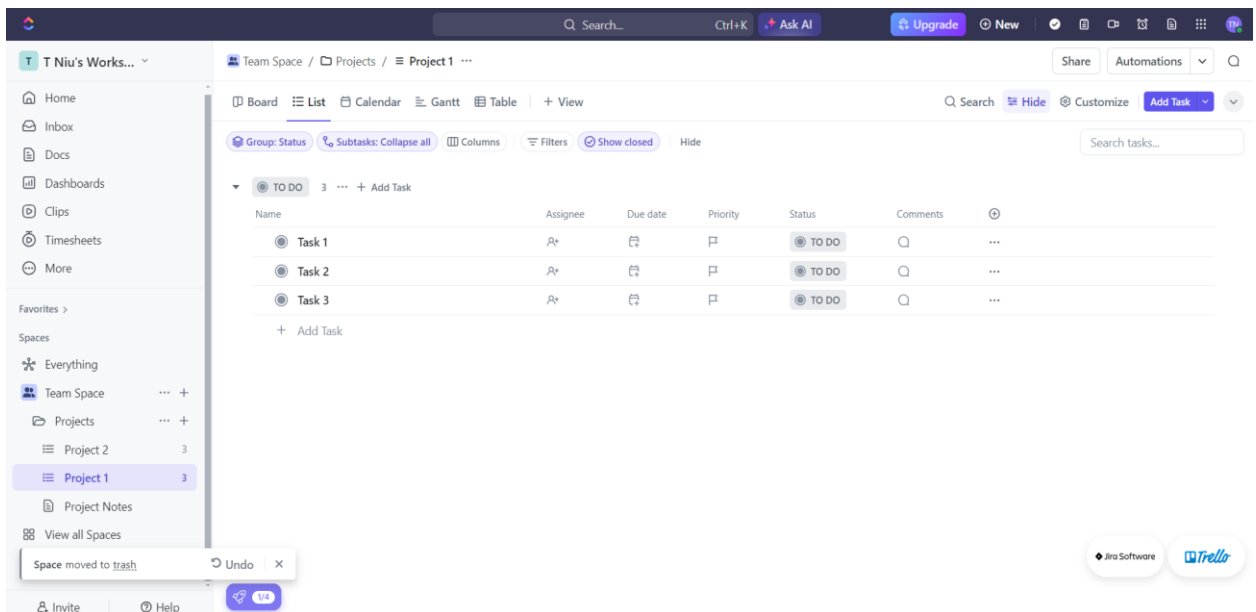 Search... Ctrl+K Ask AI Upgrade New TN
T T Niu's Works...
Team Space / Projects / Project 1 ... Share Automations
Home
Inbox
Docs
Dashboards
Clips
Timesheets
More
Favorites >
Spaces
Everything
Team Space ... +
Projects ... +
Project 2 3
Project 1 3
Project Notes
View all Spaces
Space moved to trash Undo ×
Invite Help
1/4
Board List Calendar Gantt Table + View Search Hide Customize Add Task
Group: Status Subtasks: Collapse all Columns Filters Show closed Hide Search tasks...
TO DO 3 ... + Add Task
Name Assignee Due date Priority Status Comments
Task 1 TO DO ...
Task 2 TO DO ...
Task 3 TO DO ...
+ Add Task
Jira Software Trello